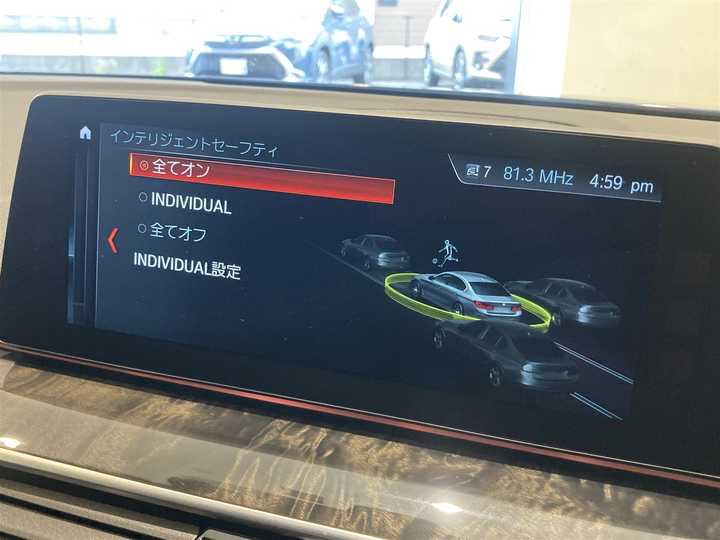 インテリジェントセーフティ
全てオン
INDIVIDUAL
全てオフ
INDIVIDUAL設定
7 81.3 MHz 4:59 pm